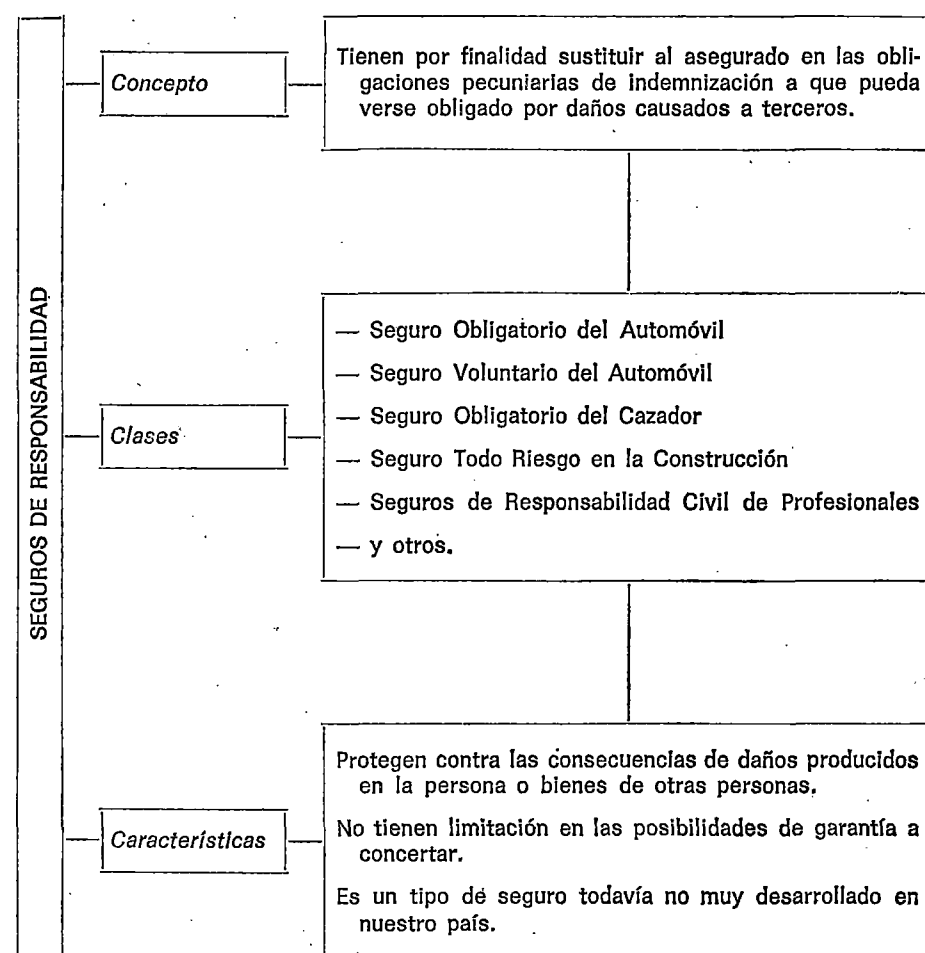 SEGUROS DE RESPONSABILIDAD
Concepto
Tienen por finalidad sustituir al asegurado en las obli-
gaciones pecuniarias de indemnización a que pueda
verse obligado por daños causados a terceros.
Clases
— Seguro Obligatorio del Automóvil
— Seguro Voluntario del Automóvil
— Seguro Obligatorio del Cazador
— Seguro Todo Riesgo en la Construcción
— Seguros de Responsabilidad Civil de Profesionales
— y otros.
Características
Protegen contra las consecuencias de daños producidos
en la persona o bienes de otras personas.
No tienen limitación en las posibilidades de garantía a
concertar.
Es un tipo de seguro todavía no muy desarrollado en
nuestro país.